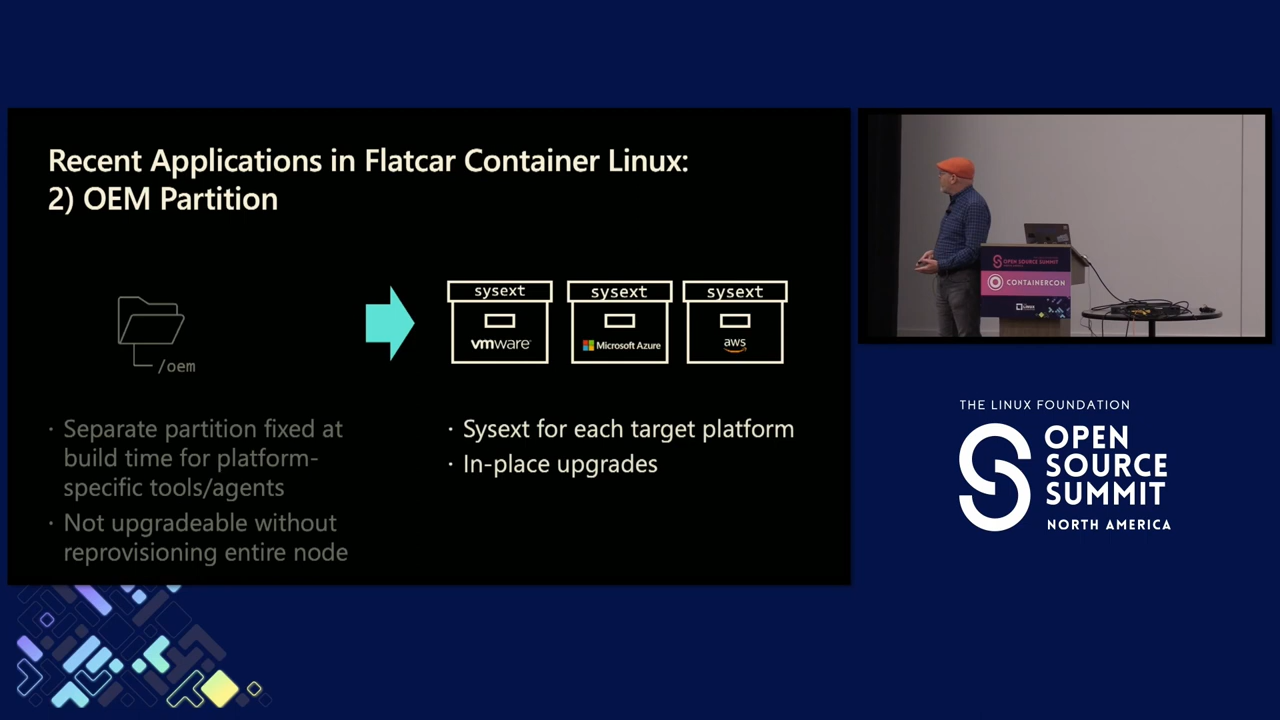 Recent Applications in Flatcar Container Linux:
2) OEM Partition
/oem
sysext
vmware
sysext
Microsoft Azure
sysext
aws
· Separate partition fixed at
build time for platform-
specific tools/agents
· Not upgradeable without
reprovisioning entire node
· Sysext for each target platform
· In-place upgrades
OPEN SOURCE SUMMIT
CONTAINERCON
THE LINUX FOUNDATION
OPEN
SOURCE
SUMMIT
NORTH AMERICA